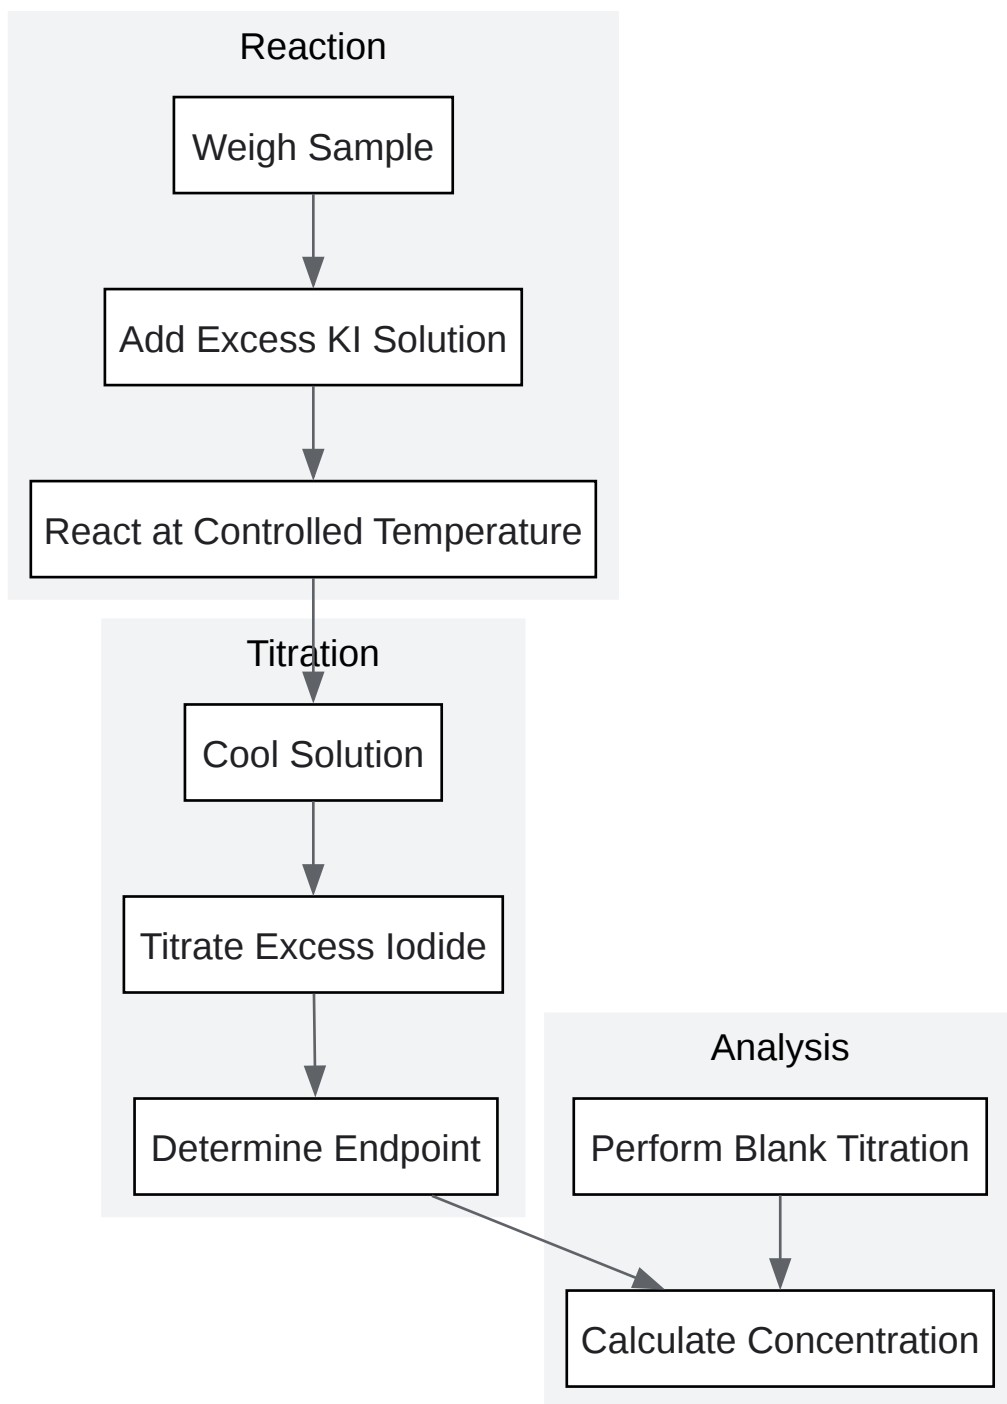 Reaction
Weigh Sample
Add Excess KI Solution
React at Controlled Temperature
Titration
Cool Solution
Titrate Excess Iodide
Determine Endpoint
Analysis
Perform Blank Titration
Calculate Concentration